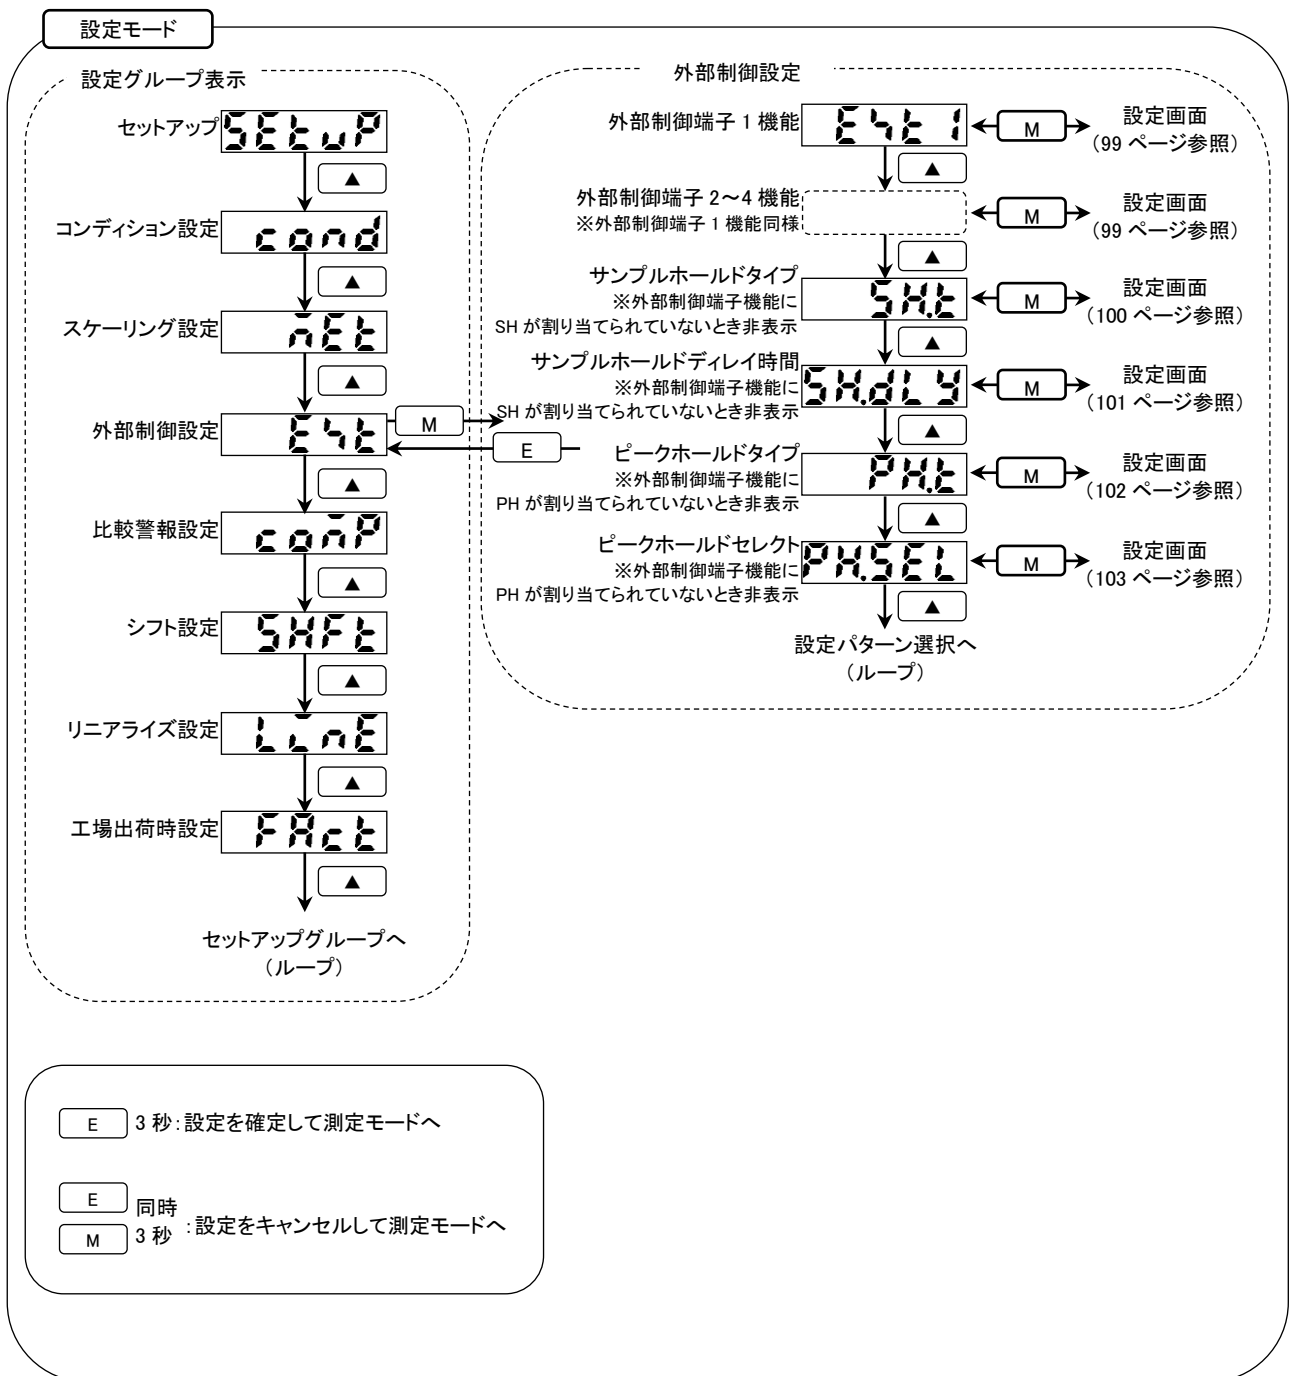 設定モード
設定グループ表示
セットアップ
SEtuP
▲
コンディション設定
cond
▲
スケーリング設定
mEt
▲
外部制御設定
Ext
M
E
▲
比較警報設定
comP
▲
シフト設定
SHFt
▲
リニアライズ設定
LinE
▲
工場出荷時設定
FAct
▲
セットアップグループへ
(ループ)
外部制御設定
外部制御端子 1 機能
Ext1
M
設定画面
(99 ページ参照)
▲
外部制御端子 2~4 機能
※外部制御端子 1 機能同様
M
設定画面
(99 ページ参照)
▲
サンプルホールドタイプ
※外部制御端子機能に
SH が割り当てられていないとき非表示
SH.t
M
設定画面
(100 ページ参照)
▲
サンプルホールドディレイ時間
※外部制御端子機能に
SH が割り当てられていないとき非表示
SH.dLY
M
設定画面
(101 ページ参照)
▲
ピークホールドタイプ
※外部制御端子機能に
PH が割り当てられていないとき非表示
PH.t
M
設定画面
(102 ページ参照)
▲
ピークホールドセレクト
※外部制御端子機能に
PH が割り当てられていないとき非表示
PH.SEL
M
設定画面
(103 ページ参照)
▲
設定パターン選択へ
(ループ)
E 3 秒:設定を確定して測定モードへ
E 同時
M 3 秒 :設定をキャンセルして測定モードへ